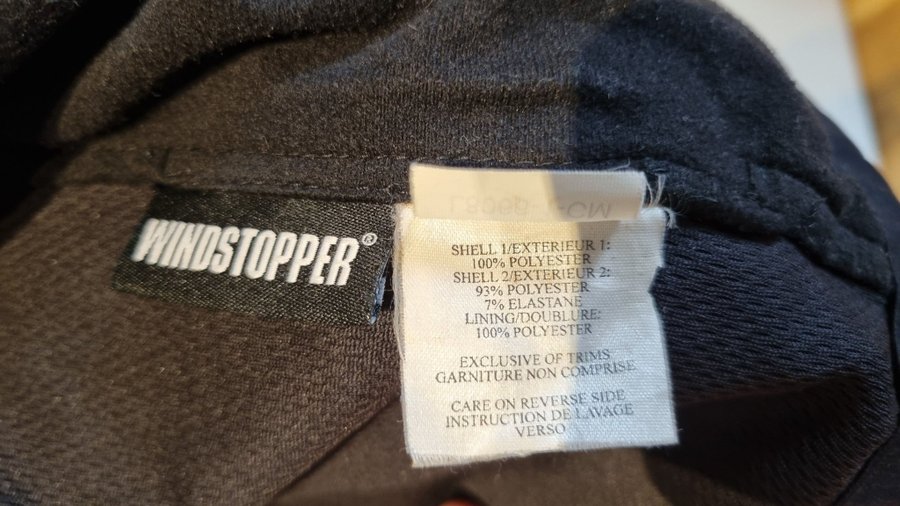 WINDSTOPPER®
SHELL 1/EXTERIEUR 1:
100% POLYESTER
SHELL 2/EXTERIEUR 2:
93% POLYESTER
7% ELASTANE
LINING/DOUBLURE:
100% POLYESTER
EXCLUSIVE OF TRIMS
GARNITURE NON COMPRISE
CARE ON REVERSE SIDE
INSTRUCTION DE LAVAGE
VERSO